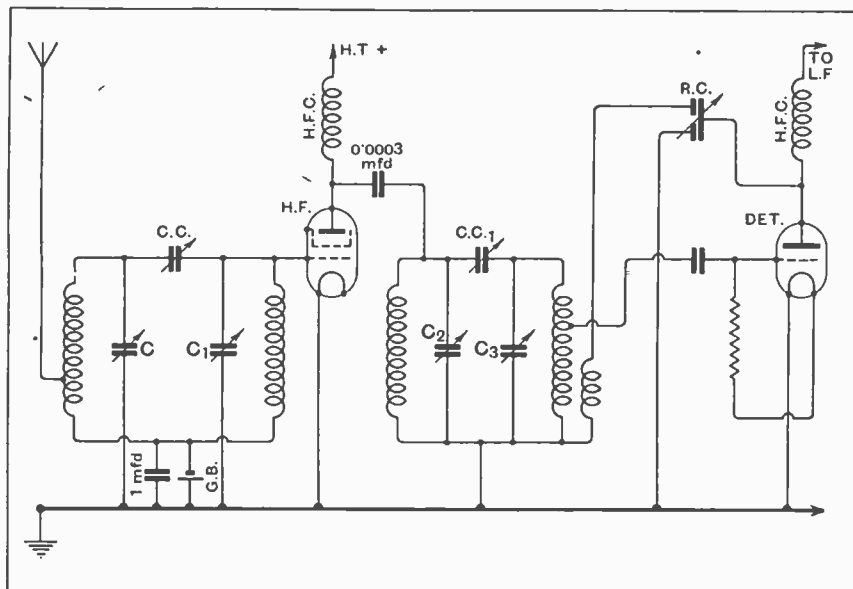 H.T +
H.F.C.
0.0003
mfd
H.F.
C.C.
C
C1
1 mfd
G.B.
C.C.1
C2
C3
R.C.
TO
L.F
H.F.C.
DET.